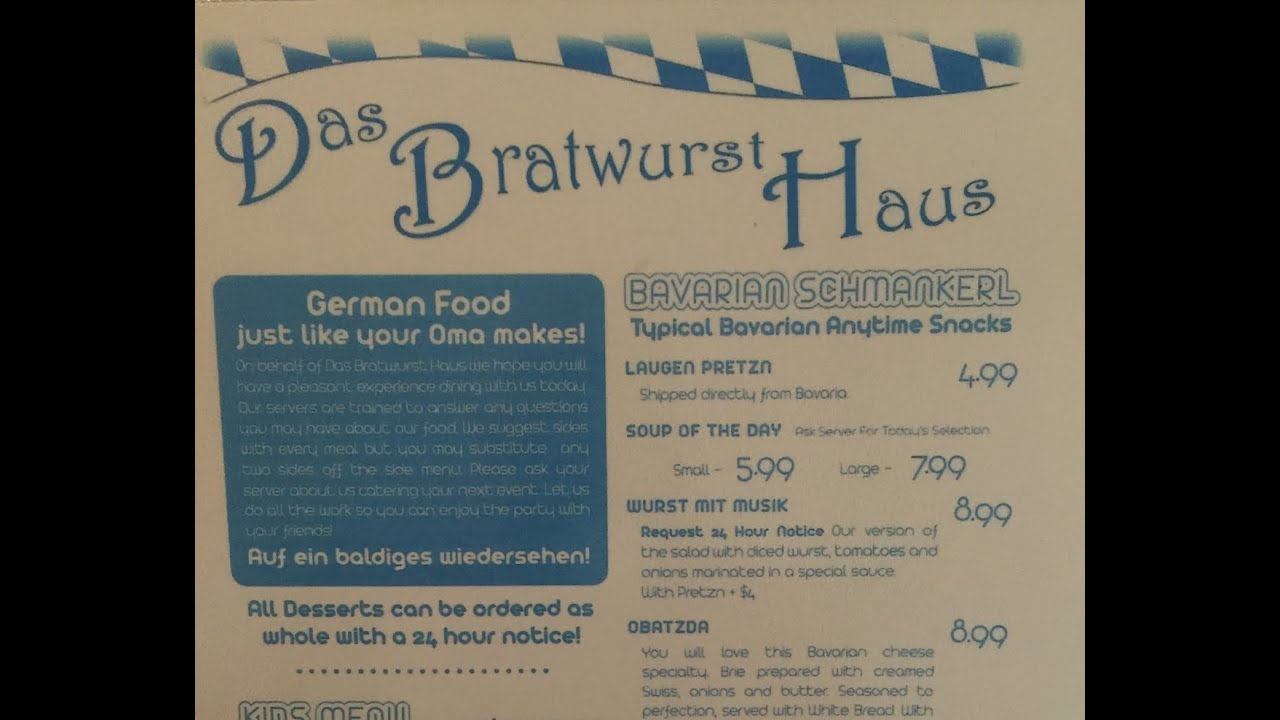 Das Bratwurst Haus
German Food
just like your Oma makes!
On behalf of Das Bratwurst Haus we hope you will
have a pleasant experience dining with us today.
Our servers are trained to answer any questions
you may have about our food. We suggest sides
with every meal but you may substitute any
two sides off the side menu. Please ask your
server about us catering your next event. Let us
do all the work so you can enjoy the party with
your friends!
Auf ein baldiges wiedersehen!
All Desserts can be ordered as
whole with a 24 hour notice!
KIDS MENU
BAVARIAN SCHMANKERL
Typical Bavarian Anytime Snacks
LAUGEN PRETZN 4.99
Shipped directly from Bavaria.
SOUP OF THE DAY Ask Server For Today's Selection
Small - 5.99 Large - 7.99
WURST MIT MUSIK 8.99
Request 24 Hour Notice Our version of
the salad with diced wurst, tomatoes and
onions marinated in a special sauce.
With Pretzn + $4
OBATZDA 8.99
You will love this Bavarian cheese
specialty. Brie prepared with creamed
Swiss, onions and butter. Seasoned to
perfection, served with White Bread. With